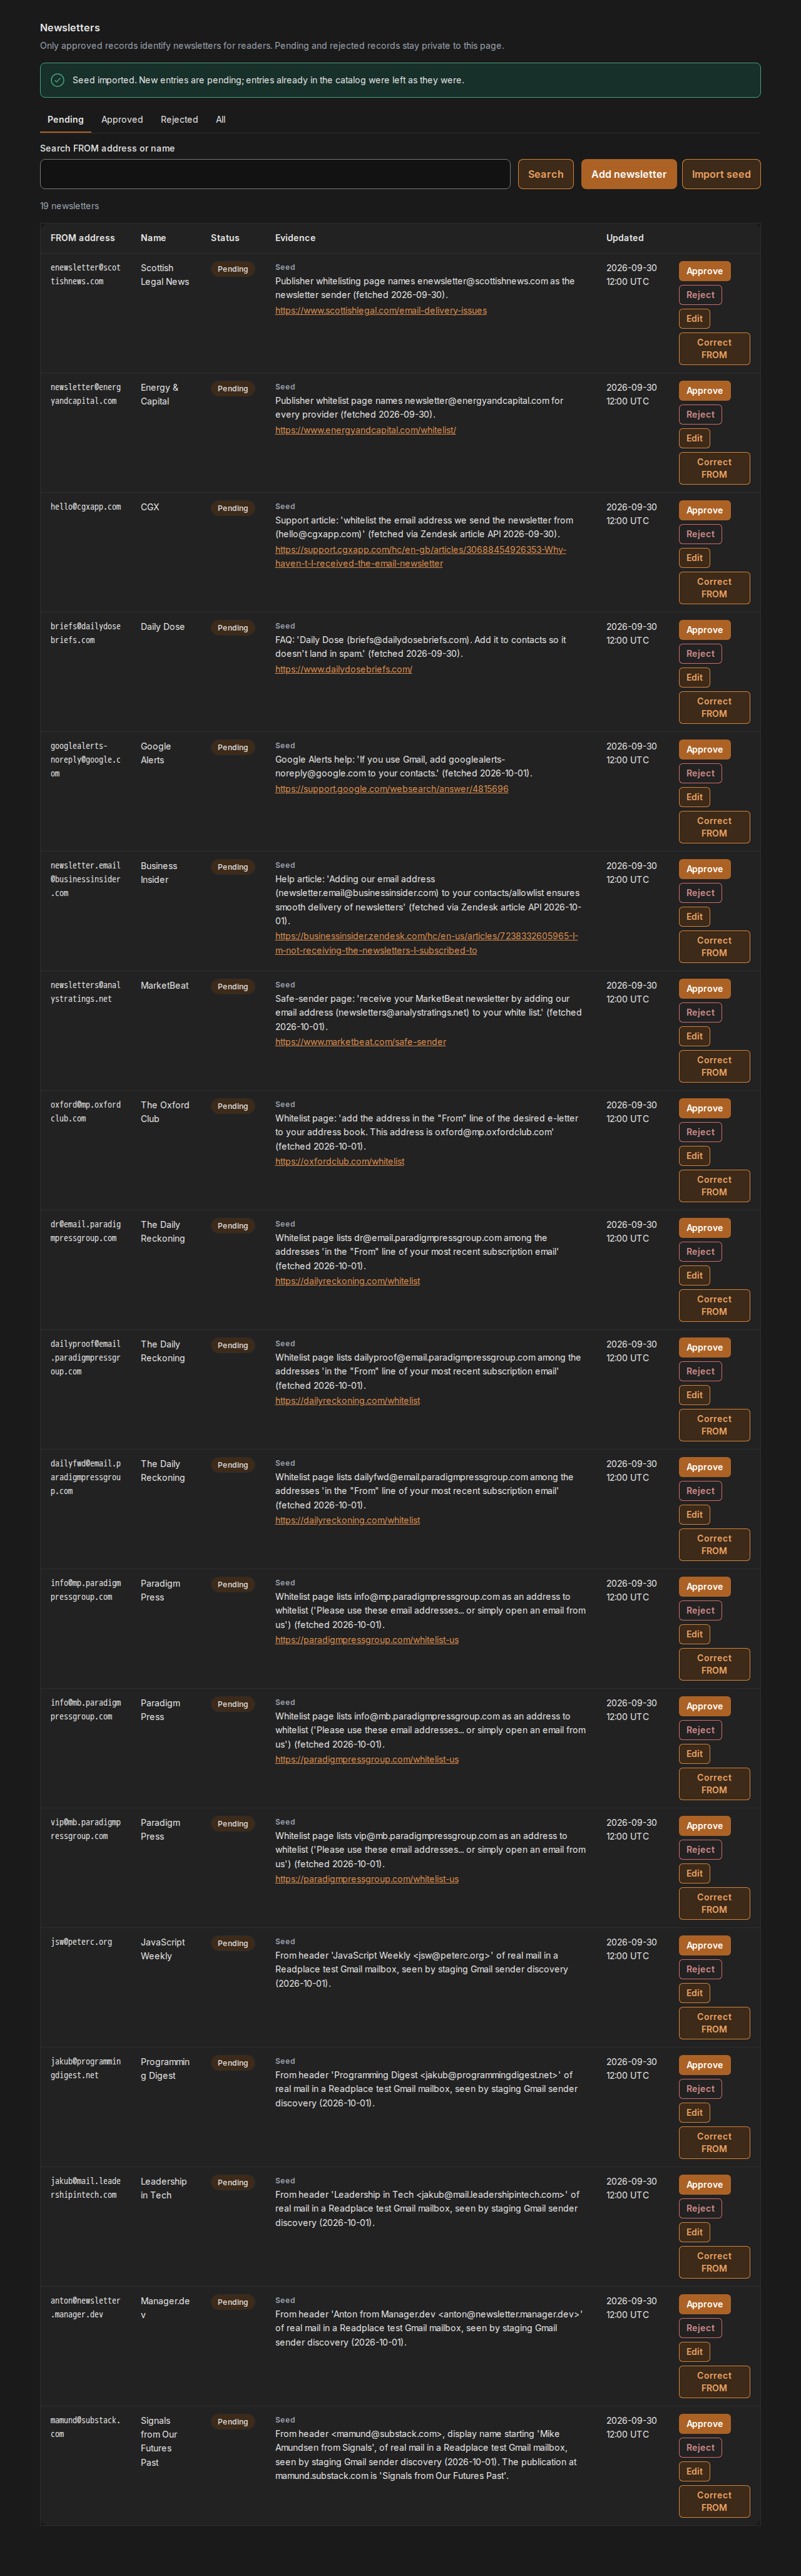 Newsletters
Only approved records identify newsletters for readers. Pending and rejected records stay private to this page.
Seed imported. New entries are pending; entries already in the catalog were left as they were.
Pending Approved Rejected All
Search FROM address or name
Search Add newsletter Import seed
19 newsletters
FROM address Name Status Evidence Updated
enewsletter@scot
tishnews.com
Scottish
Legal News
Pending
Seed
Publisher whitelisting page names enewsletter@scottishnews.com as the
newsletter sender (fetched 2026-09-30).
https://www.scottishlegal.com/email-delivery-issues
2026-09-30
12:00 UTC
Approve
Reject
Edit
Correct
FROM
newsletter@energ
yandcapital.com
Energy &
Capital
Pending
Seed
Publisher whitelist page names newsletter@energyandcapital.com for
every provider (fetched 2026-09-30).
https://www.energyandcapital.com/whitelist/
2026-09-30
12:00 UTC
Approve
Reject
Edit
Correct
FROM
hello@cgxapp.com
CGX
Pending
Seed
Support article: 'whitelist the email address we send the newsletter from
(hello@cgxapp.com)' (fetched via Zendesk article API 2026-09-30).
https://support.cgxapp.com/hc/en-gb/articles/30688454926353-Why-
haven-t-I-received-the-email-newsletter
2026-09-30
12:00 UTC
Approve
Reject
Edit
Correct
FROM
briefs@dailydose
briefs.com
Daily Dose
Pending
Seed
FAQ: 'Daily Dose (briefs@dailydosebriefs.com). Add it to contacts so it
doesn't land in spam.' (fetched 2026-09-30).
https://www.dailydosebriefs.com/
2026-09-30
12:00 UTC
Approve
Reject
Edit
Correct
FROM
googlealerts-
noreply@google.c
om
Google
Alerts
Pending
Seed
Google Alerts help: 'If you use Gmail, add googlealerts-
noreply@google.com to your contacts.' (fetched 2026-10-01).
https://support.google.com/websearch/answer/4815696
2026-09-30
12:00 UTC
Approve
Reject
Edit
Correct
FROM
newsletter.email
@businessinsider
.com
Business
Insider
Pending
Seed
Help article: 'Adding our email address
(newsletter.email@businessinsider.com) to your contacts/allowlist ensures
smooth delivery of newsletters' (fetched via Zendesk article API 2026-10-
01).
https://businessinsider.zendesk.com/hc/en-us/articles/7238332605965-I-
m-not-receiving-the-newsletters-I-subscribed-to
2026-09-30
12:00 UTC
Approve
Reject
Edit
Correct
FROM
newsletters@anal
ystratings.net
MarketBeat
Pending
Seed
Safe-sender page: 'receive your MarketBeat newsletter by adding our
email address (newsletters@analystratings.net) to your white list.' (fetched
2026-10-01).
https://www.marketbeat.com/safe-sender
2026-09-30
12:00 UTC
Approve
Reject
Edit
Correct
FROM
oxford@mp.oxford
club.com
The Oxford
Club
Pending
Seed
Whitelist page: 'add the address in the "From" line of the desired e-letter
to your address book. This address is oxford@mp.oxfordclub.com'
(fetched 2026-10-01).
https://oxfordclub.com/whitelist
2026-09-30
12:00 UTC
Approve
Reject
Edit
Correct
FROM
dr@email.paradig
mpressgroup.com
The Daily
Reckoning
Pending
Seed
Whitelist page lists dr@email.paradigmpressgroup.com among the
addresses 'in the "From" line of your most recent subscription email'
(fetched 2026-10-01).
https://dailyreckoning.com/whitelist
2026-09-30
12:00 UTC
Approve
Reject
Edit
Correct
FROM
dailyproof@email
.paradigmpressgr
oup.com
The Daily
Reckoning
Pending
Seed
Whitelist page lists dailyproof@email.paradigmpressgroup.com among the
addresses 'in the "From" line of your most recent subscription email'
(fetched 2026-10-01).
https://dailyreckoning.com/whitelist
2026-09-30
12:00 UTC
Approve
Reject
Edit
Correct
FROM
dailyfwd@email.p
aradigmpressgrou
p.com
The Daily
Reckoning
Pending
Seed
Whitelist page lists dailyfwd@email.paradigmpressgroup.com among the
addresses 'in the "From" line of your most recent subscription email'
(fetched 2026-10-01).
https://dailyreckoning.com/whitelist
2026-09-30
12:00 UTC
Approve
Reject
Edit
Correct
FROM
info@mp.paradigm
pressgroup.com
Paradigm
Press
Pending
Seed
Whitelist page lists info@mp.paradigmpressgroup.com as an address to
whitelist ('Please use these email addresses... or simply open an email from
us') (fetched 2026-10-01).
https://paradigmpressgroup.com/whitelist-us
2026-09-30
12:00 UTC
Approve
Reject
Edit
Correct
FROM
info@mb.paradigm
pressgroup.com
Paradigm
Press
Pending
Seed
Whitelist page lists info@mb.paradigmpressgroup.com as an address to
whitelist ('Please use these email addresses... or simply open an email from
us') (fetched 2026-10-01).
https://paradigmpressgroup.com/whitelist-us
2026-09-30
12:00 UTC
Approve
Reject
Edit
Correct
FROM
vip@mb.paradigmp
ressgroup.com
Paradigm
Press
Pending
Seed
Whitelist page lists vip@mb.paradigmpressgroup.com as an address to
whitelist ('Please use these email addresses... or simply open an email from
us') (fetched 2026-10-01).
https://paradigmpressgroup.com/whitelist-us
2026-09-30
12:00 UTC
Approve
Reject
Edit
Correct
FROM
jsw@peterc.org
JavaScript
Weekly
Pending
Seed
From header 'JavaScript Weekly <jsw@peterc.org>' of real mail in a
Readplace test Gmail mailbox, seen by staging Gmail sender discovery
(2026-10-01).
2026-09-30
12:00 UTC
Approve
Reject
Edit
Correct
FROM
jakub@programmin
gdigest.net
Programmin
g Digest
Pending
Seed
From header 'Programming Digest <jakub@programmingdigest.net>' of
real mail in a Readplace test Gmail mailbox, seen by staging Gmail sender
discovery (2026-10-01).
2026-09-30
12:00 UTC
Approve
Reject
Edit
Correct
FROM
jakub@mail.leade
rshipintech.com
Leadership
in Tech
Pending
Seed
From header 'Leadership in Tech <jakub@mail.leadershipintech.com>' of
real mail in a Readplace test Gmail mailbox, seen by staging Gmail sender
discovery (2026-10-01).
2026-09-30
12:00 UTC
Approve
Reject
Edit
Correct
FROM
anton@newsletter
.manager.dev
Manager.de
v
Pending
Seed
From header 'Anton from Manager.dev <anton@newsletter.manager.dev>'
of real mail in a Readplace test Gmail mailbox, seen by staging Gmail
sender discovery (2026-10-01).
2026-09-30
12:00 UTC
Approve
Reject
Edit
Correct
FROM
mamund@substack.
com
Signals
from Our
Futures
Past
Pending
Seed
From header <mamund@substack.com>, display name starting 'Mike
Amundsen from Signals', of real mail in a Readplace test Gmail mailbox,
seen by staging Gmail sender discovery (2026-10-01). The publication at
mamund.substack.com is 'Signals from Our Futures Past'.
2026-09-30
12:00 UTC
Approve
Reject
Edit
Correct
FROM